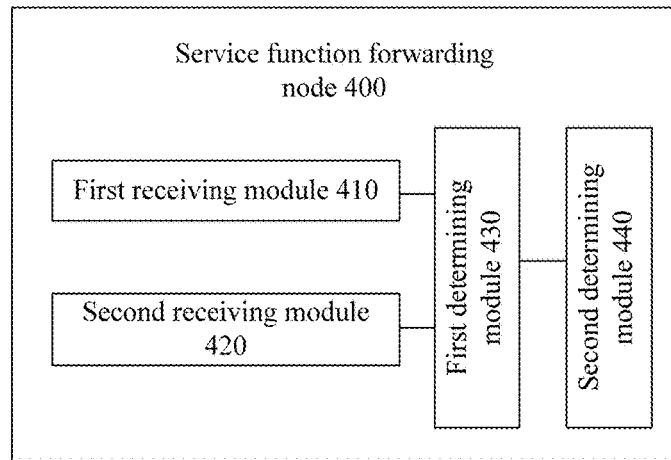 Service function forwarding
node 400
First receiving module 410
Second receiving module
420
First determining
module 430
Second determining
module 440